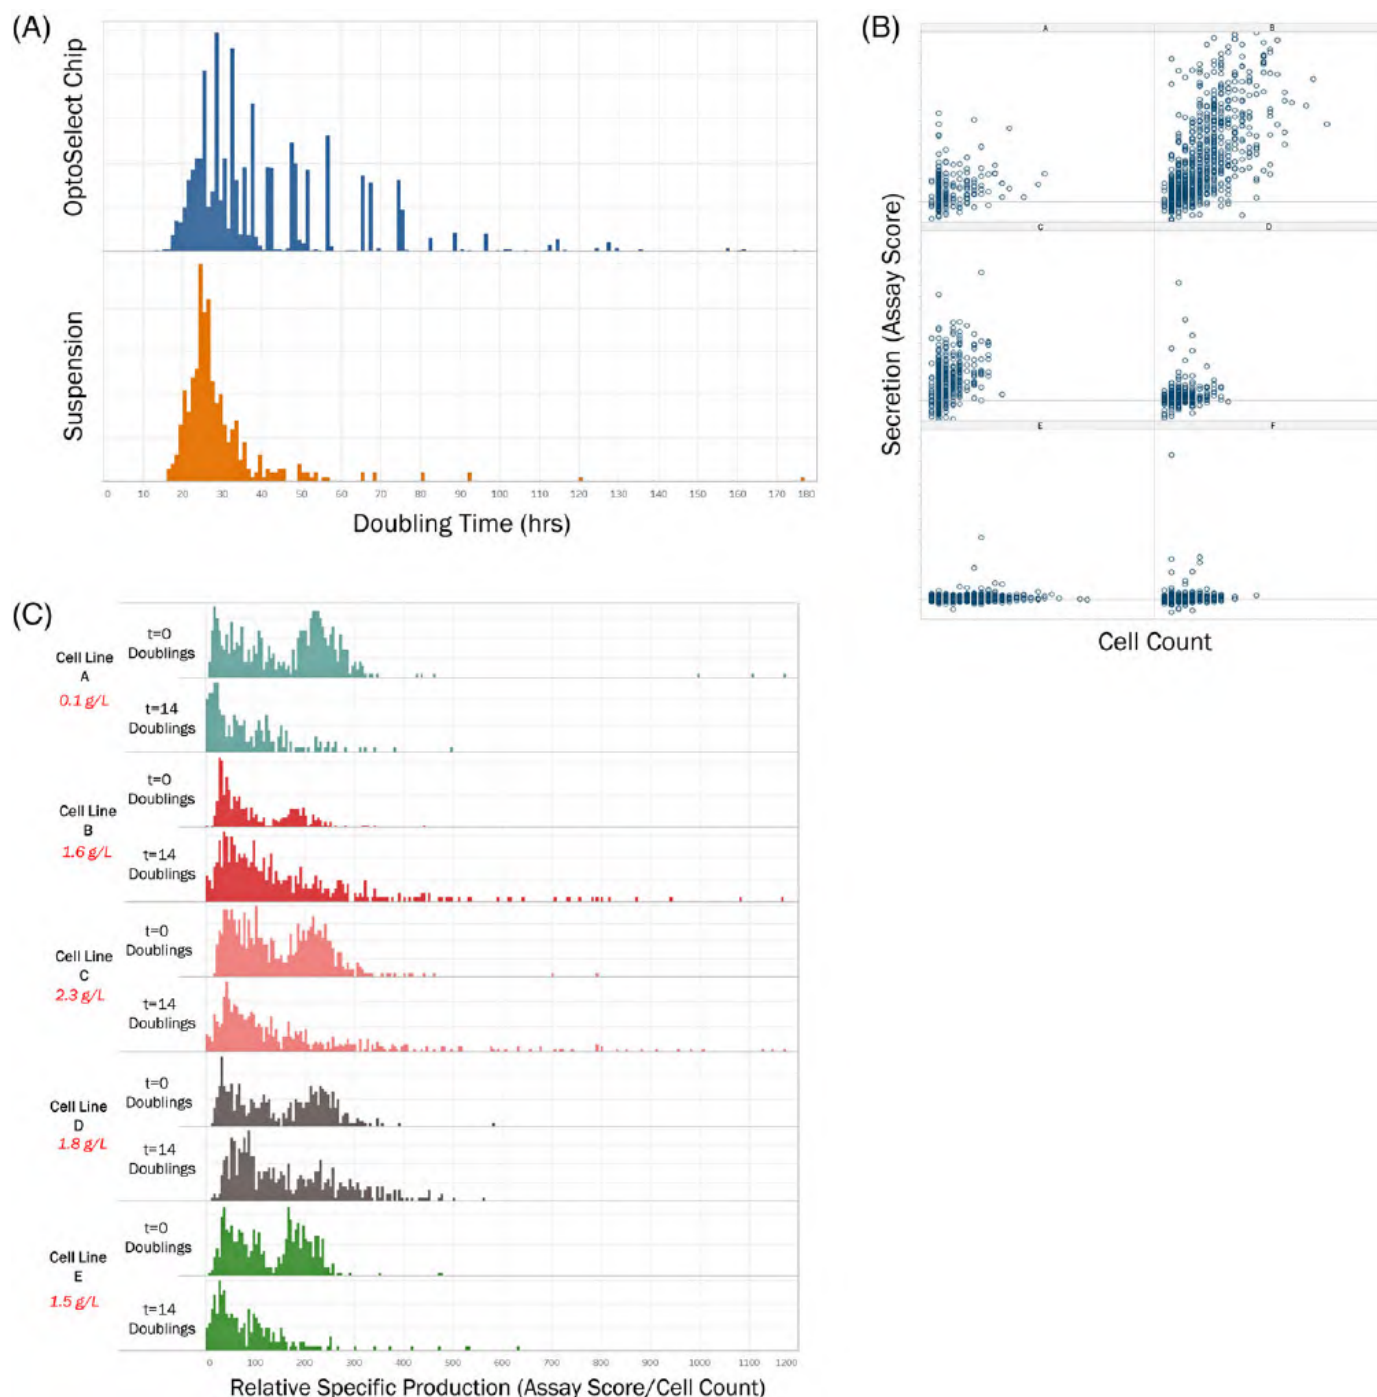 (A)
OptoSelect Chip
Suspension
0 10 20 30 40 50 60 70 80 90 100 110 120 130 140 150 160 170 180
Doubling Time (hrs)
(B)
A
B
C
D
E
F
Secretion (Assay Score)
Cell Count
(C)
Cell Line
A
0.1 g/L
t=0
Doublings
t=14
Doublings
Cell Line
B
1.6 g/L
t=0
Doublings
t=14
Doublings
Cell Line
C
2.3 g/L
t=0
Doublings
t=14
Doublings
Cell Line
D
1.8 g/L
t=0
Doublings
t=14
Doublings
Cell Line
E
1.5 g/L
t=0
Doublings
t=14
Doublings
0 100 200 300 400 500 600 700 800 900 1000 1100 1200
Relative Specific Production (Assay Score/Cell Count)